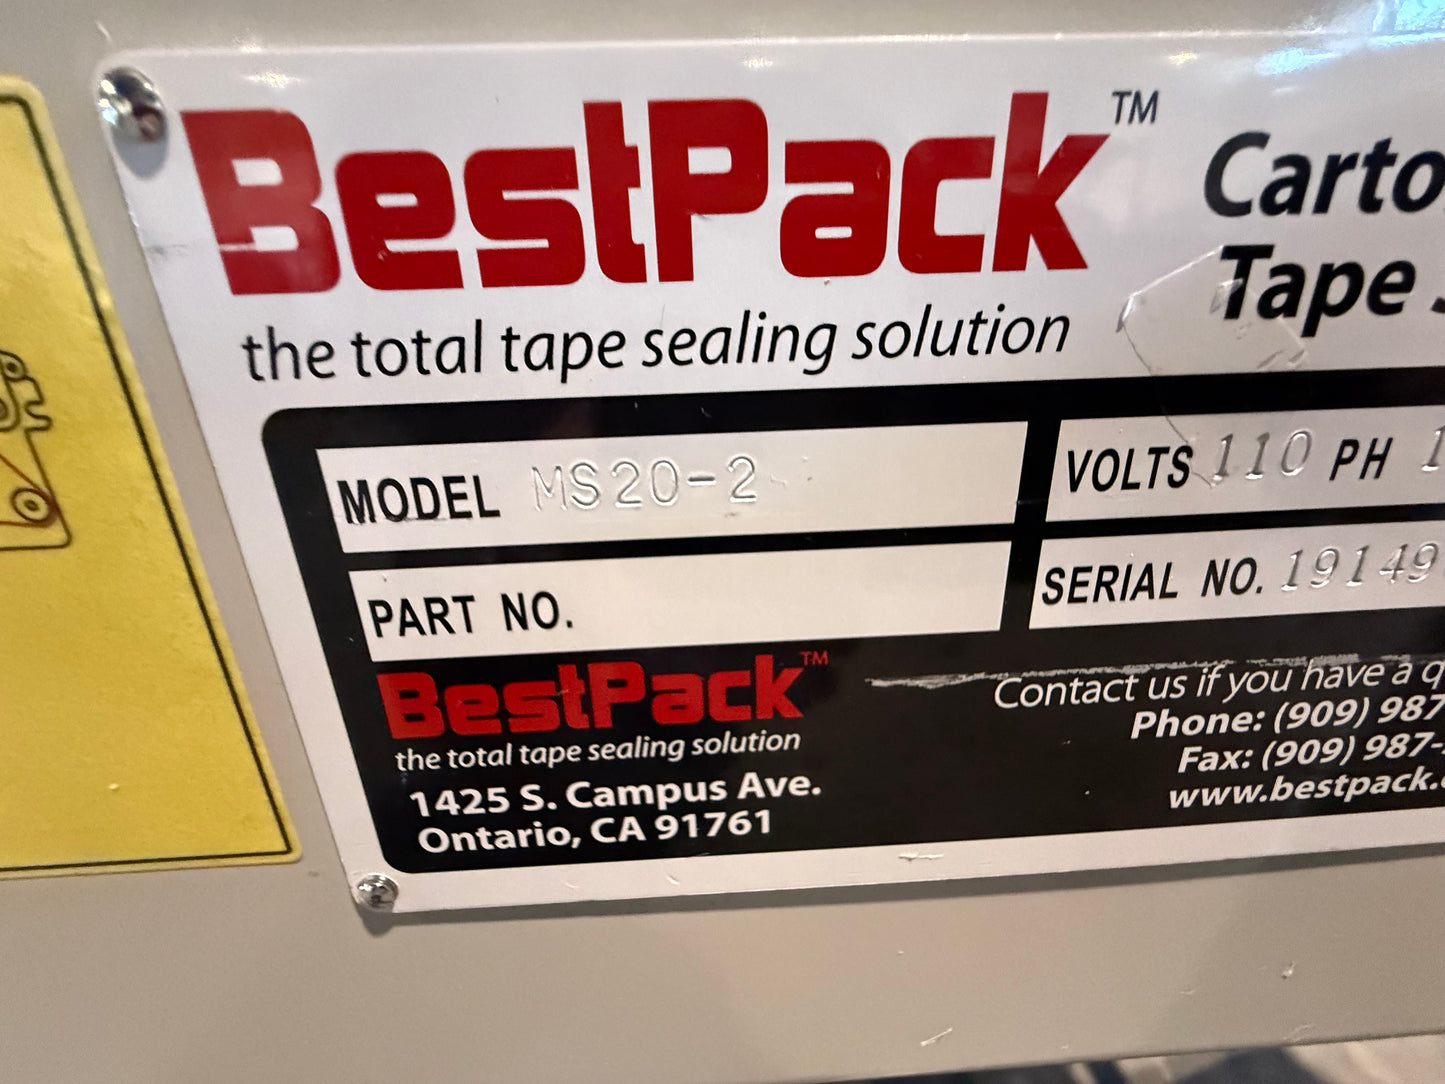 BestPack™
Carto
Tape
the total tape sealing solution
MODEL MS20-2
VOLTS 110 PH 1
PART NO.
SERIAL NO. 19149
BestPack™
the total tape sealing solution
1425 S. Campus Ave.
Ontario, CA 91761
Contact us if you have a q
Phone: (909) 987
Fax: (909) 987-
www.bestpack.